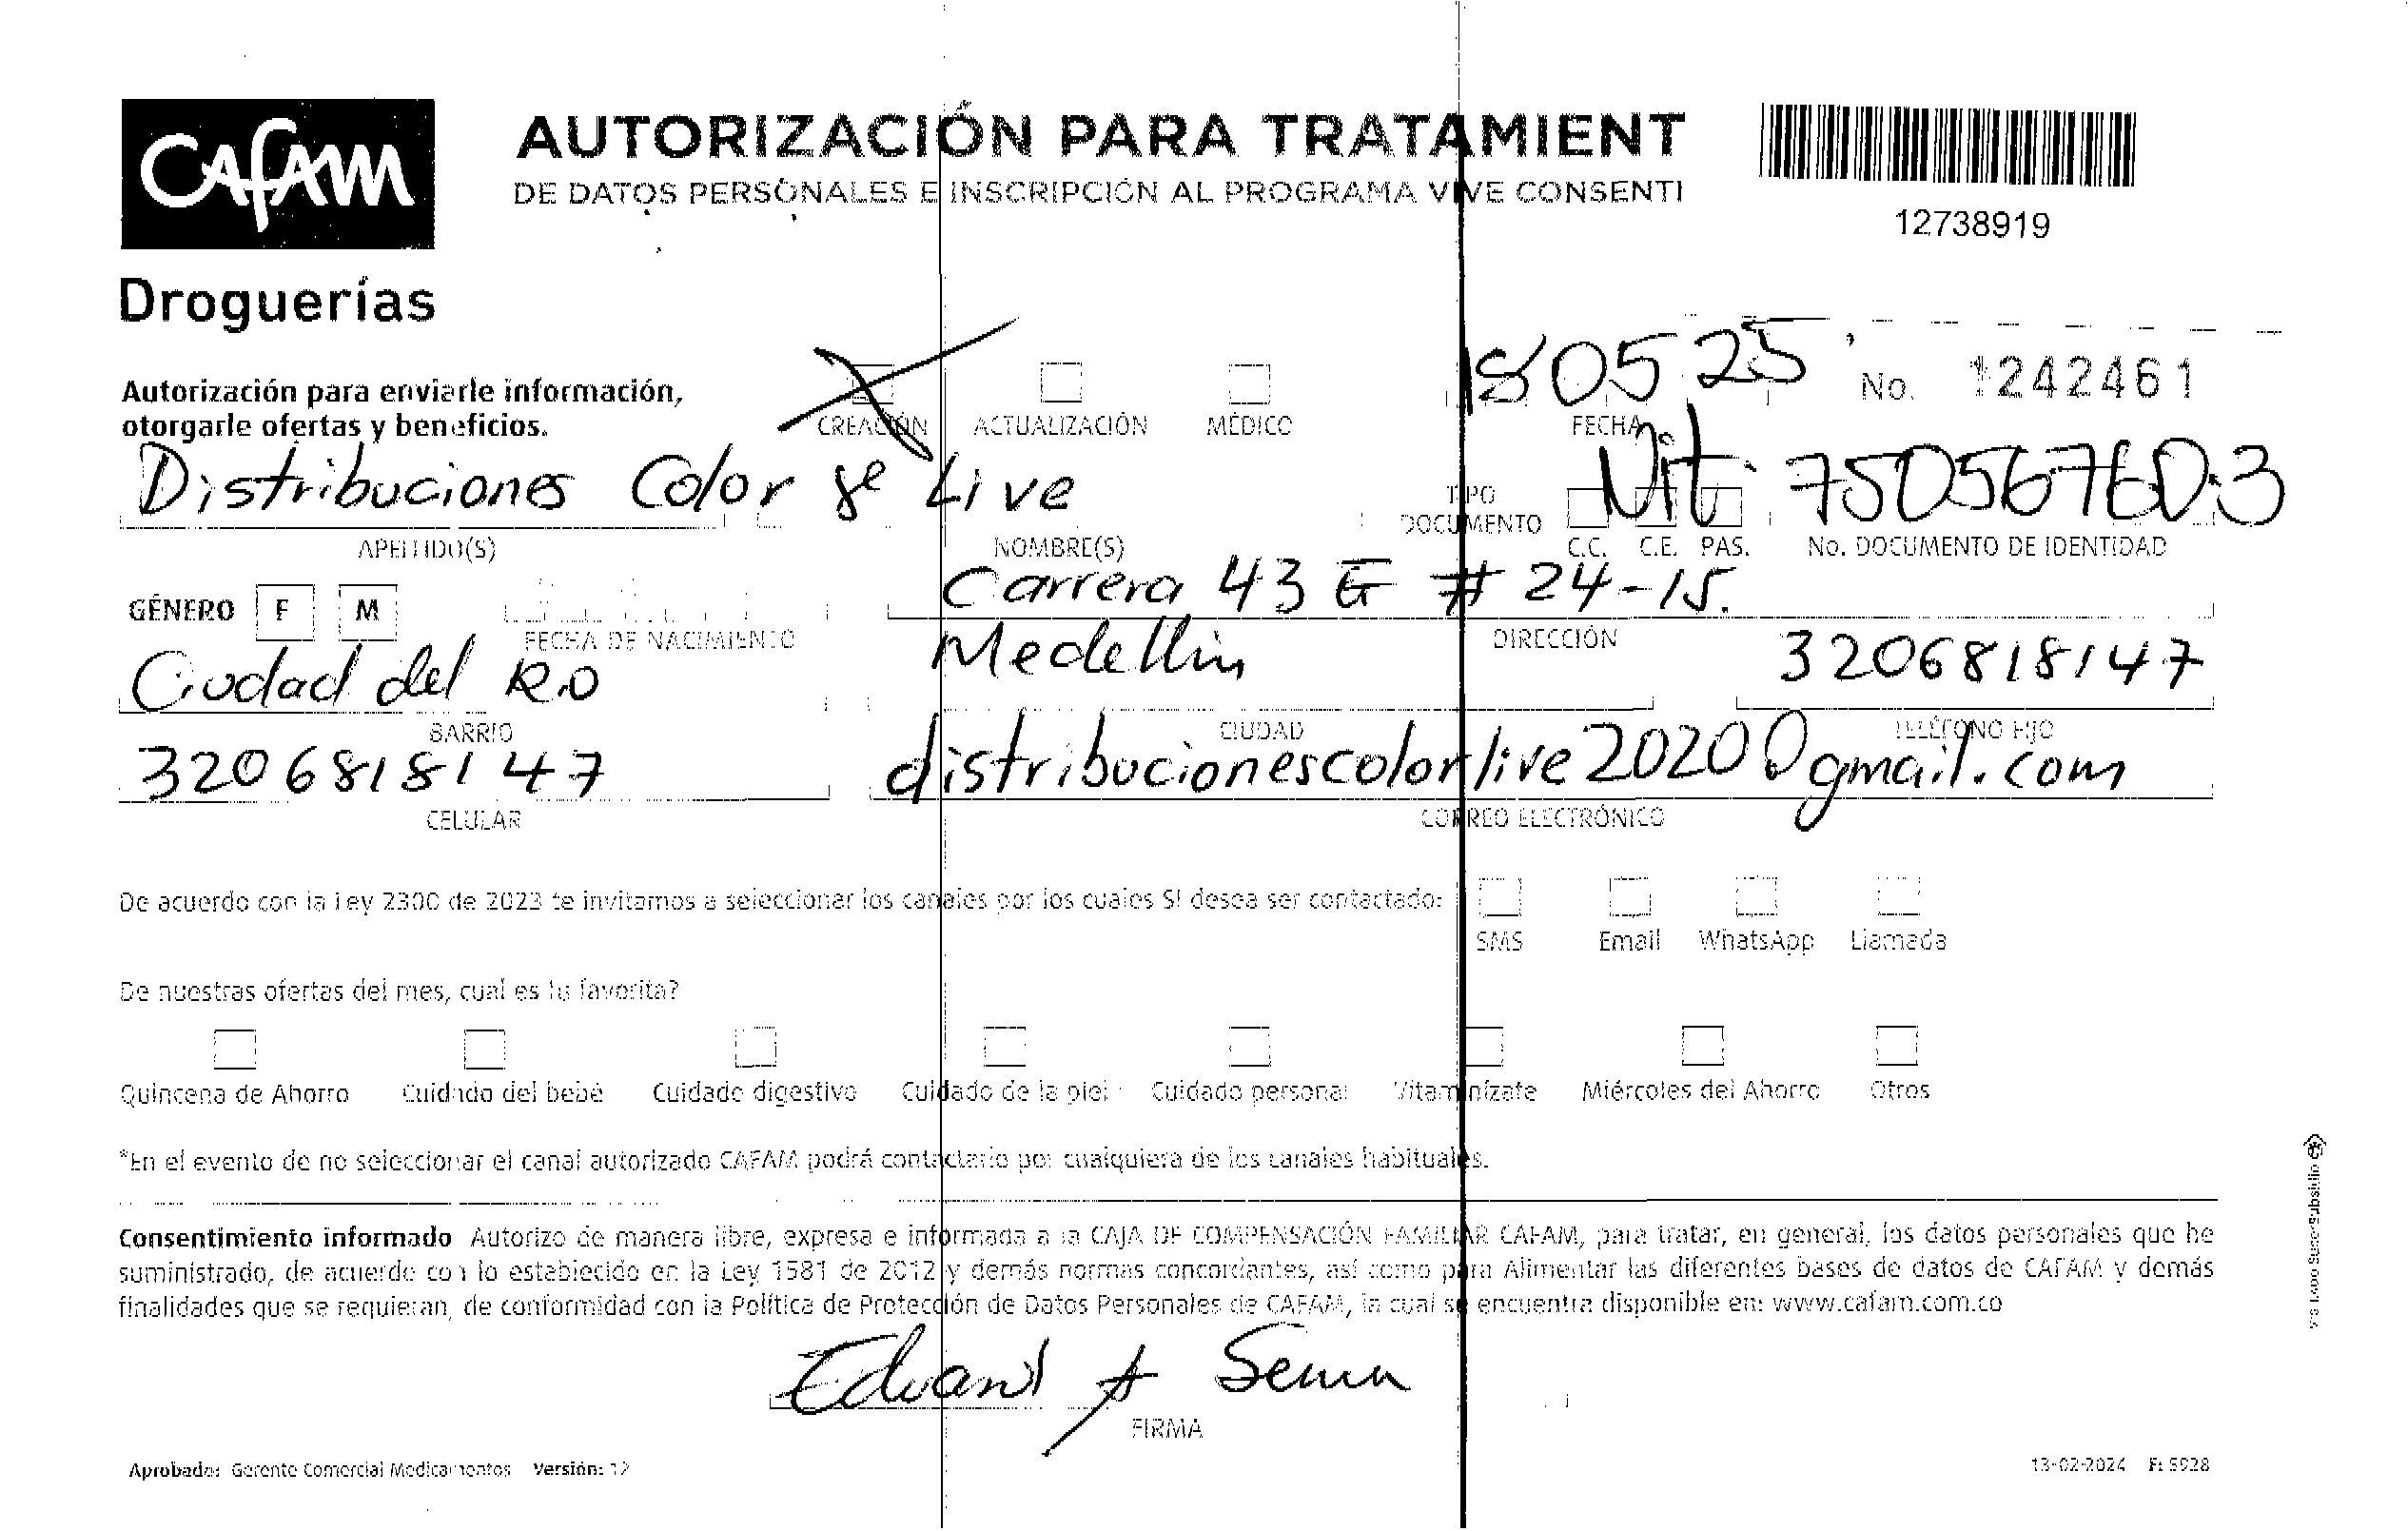 CAFAM
Droguerías
AUTORIZACIÓN PARA TRATAMIENT
DE DATOS PERSONALES E INSCRIPCIÓN AL PROGRAMA VIVE CONSENTI
12738919
Autorización para enviarle información,
otorgarle ofertas y beneficios.
CREACIÓN ACTUALIZACIÓN MÉDICO
18 05 25
FECHA
No. 1242461
Distribuciones Color Live
Nit. 75056760-3
APELLIDO(S) NOMBRE(S) TIPO DOCUMENTO C.C. C.E. PAS. No. DOCUMENTO DE IDENTIDAD
GÉNERO F M
FECHA DE NACIMIENTO
Carrera 43 G # 24-15.
DIRECCIÓN
Ciudad del Rio Medellin 3206818147
BARRIO CIUDAD TELÉFONO FIJO
3206818147 distribucionescolorlive2020@gmail.com
CELULAR CORREO ELECTRÓNICO
De acuerdo con la Ley 2300 de 2023 te invitamos a seleccionar los canales por los cuales SI desea ser contactado:
SMS Email WhatsApp Llamada
De nuestras ofertas del mes, cual es tu favorita?
Quincena de Ahorro Cuidado del bebé Cuidado digestivo Cuidado de la piel Cuidado personal Vitamínízate Miércoles del Ahorro Otros
*En el evento de no seleccionar el canal autorizado CAFAM podrá contactarlo por cualquiera de los canales habituales.
Consentimiento informado Autorizo de manera libre, expresa e informada a la CAJA DE COMPENSACIÓN FAMILIAR CAFAM, para tratar, en general, los datos personales que he
suministrado, de acuerdo con lo establecido en la Ley 1581 de 2012 y demás normas concordantes, así como para Alimentar las diferentes bases de datos de CAFAM y demás
finalidades que se requieran, de conformidad con la Política de Protección de Datos Personales de CAFAM, la cual se encuentra disponible en: www.cafam.com.co
FIRMA
Aprobado: Gerente Comercial Medicamentos Versión: 12
13-02-2024 F: 5928